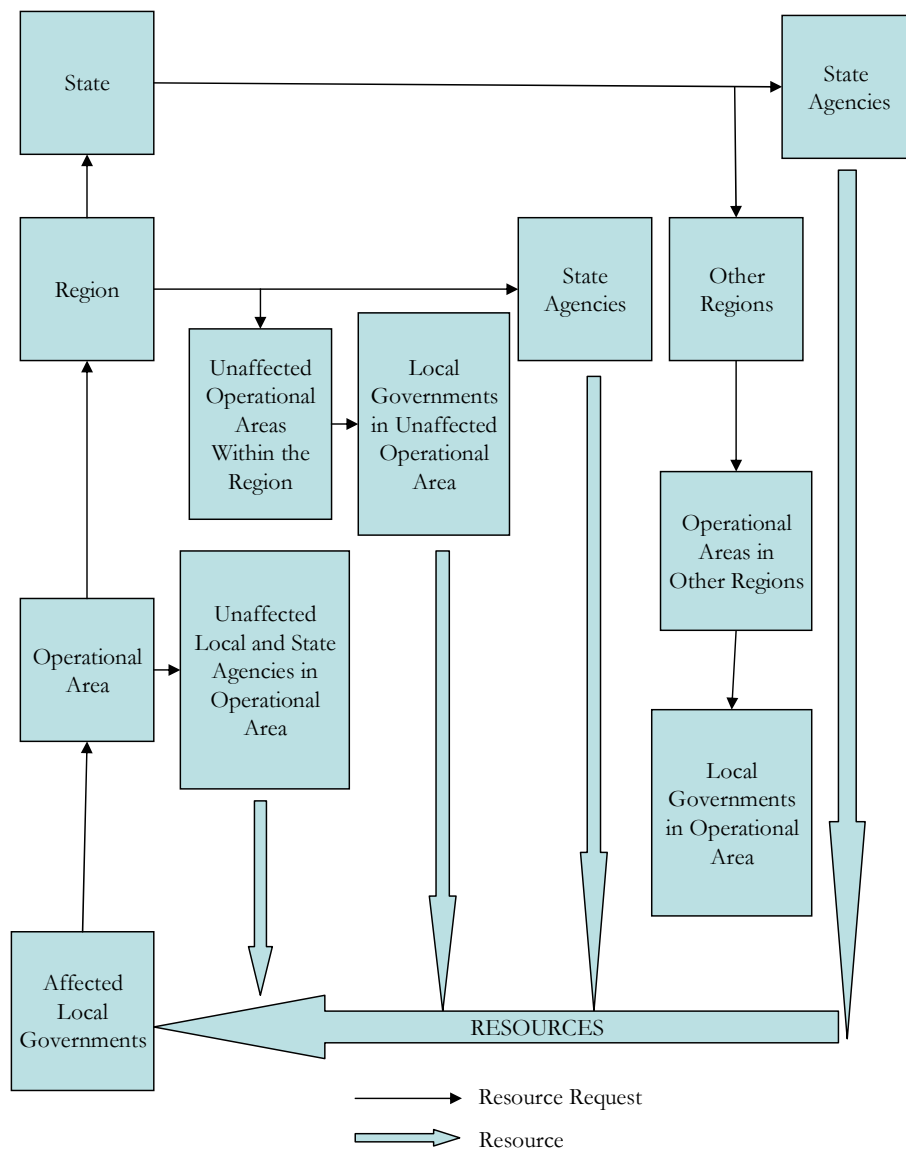 State
State
Agencies
Region
State
Agencies
Other
Regions
Unaffected
Operational
Areas
Within the
Region
Local
Governments
in Unaffected
Operational
Area
Operational
Areas in
Other Regions
Operational
Area
Unaffected
Local and State
Agencies in
Operational
Area
Local
Governments
in Operational
Area
Affected
Local
Governments
RESOURCES
Resource Request
Resource